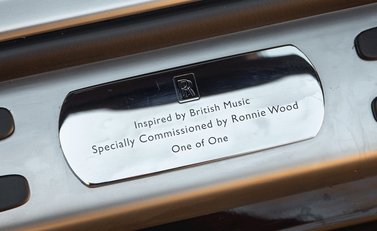 R
Inspired by British Music
Specially Commissioned by Ronnie Wood
One of One